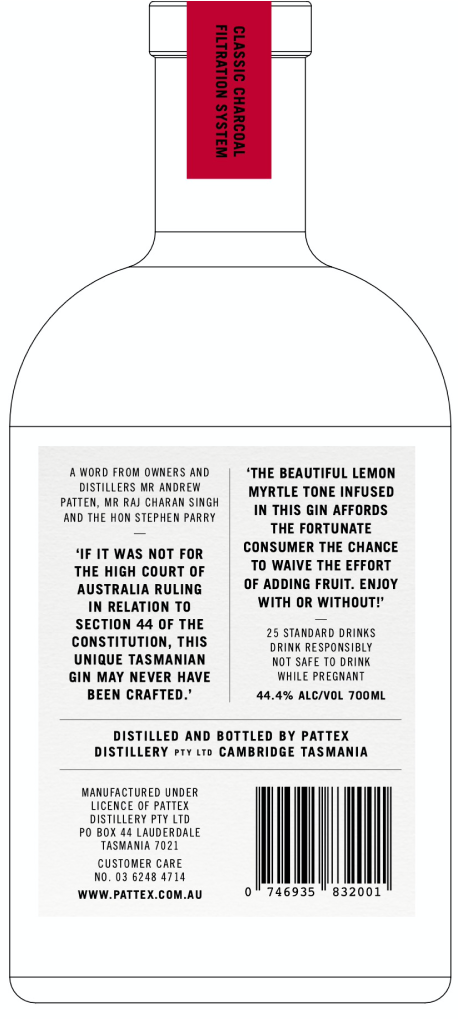 CLASSIC CHARCOAL
FILTRATION SYSTEM
A WORD FROM OWNERS AND
DISTILLERS MR ANDREW
PATTEN, MR RAJ CHARAN SINGH
AND THE HON STEPHEN PARRY
—
‘IF IT WAS NOT FOR
THE HIGH COURT OF
AUSTRALIA RULING
IN RELATION TO
SECTION 44 OF THE
CONSTITUTION, THIS
UNIQUE TASMANIAN
GIN MAY NEVER HAVE
BEEN CRAFTED.’
‘THE BEAUTIFUL LEMON
MYRTLE TONE INFUSED
IN THIS GIN AFFORDS
THE FORTUNATE
CONSUMER THE CHANCE
TO WAIVE THE EFFORT
OF ADDING FRUIT. ENJOY
WITH OR WITHOUT!’
—
25 STANDARD DRINKS
DRINK RESPONSIBLY
NOT SAFE TO DRINK
WHILE PREGNANT
44.4% ALC/VOL 700ML
DISTILLED AND BOTTLED BY PATTEX
DISTILLERY PTY LTD CAMBRIDGE TASMANIA
MANUFACTURED UNDER
LICENCE OF PATTEX
DISTILLERY PTY LTD
PO BOX 44 LAUDERDALE
TASMANIA 7021
CUSTOMER CARE
NO. 03 6248 4714
WWW.PATTEX.COM.AU
0 746935 832001